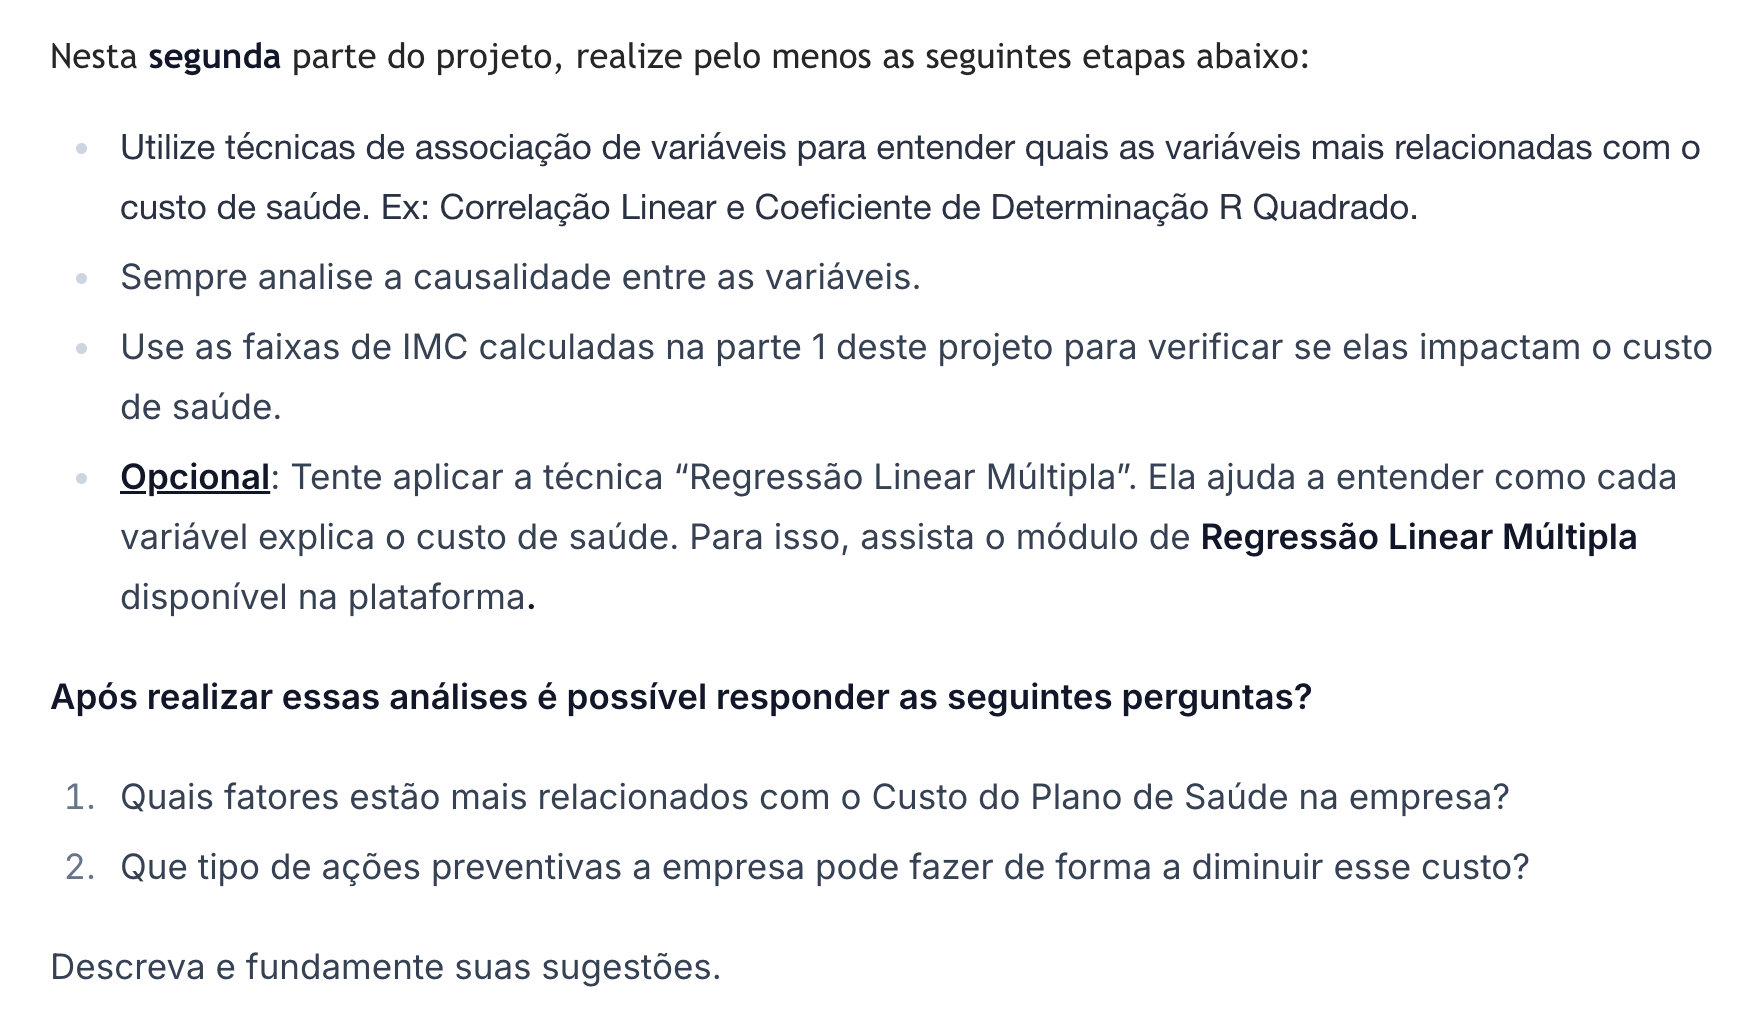 Nesta segunda parte do projeto, realize pelo menos as seguintes etapas abaixo:
• Utilize técnicas de associação de variáveis para entender quais as variáveis mais relacionadas com o
custo de saúde. Ex: Correlação Linear e Coeficiente de Determinação R Quadrado.
• Sempre analise a causalidade entre as variáveis.
• Use as faixas de IMC calculadas na parte 1 deste projeto para verificar se elas impactam o custo
de saúde.
• Opcional: Tente aplicar a técnica “Regressão Linear Múltipla”. Ela ajuda a entender como cada
variável explica o custo de saúde. Para isso, assista o módulo de Regressão Linear Múltipla
disponível na plataforma.
Após realizar essas análises é possível responder as seguintes perguntas?
1. Quais fatores estão mais relacionados com o Custo do Plano de Saúde na empresa?
2. Que tipo de ações preventivas a empresa pode fazer de forma a diminuir esse custo?
Descreva e fundamente suas sugestões.